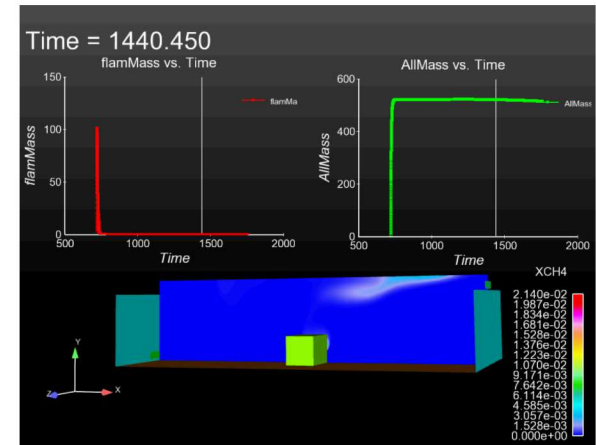 Time = 1440.450
flamMass vs. Time
150
100
50
0
500
1000
1500
2000
flamMass
Time
flamMa
AllMass vs. Time
600
400
200
0
500
1000
1500
2000
AllMass
Time
AllMass
XCH4
2.140e-02
1.987e-02
1.834e-02
1.681e-02
1.528e-02
1.376e-02
1.223e-02
1.070e-02
9.171e-03
7.642e-03
6.114e-03
4.585e-03
3.057e-03
1.528e-03
0.000e+00
Y
Z
X